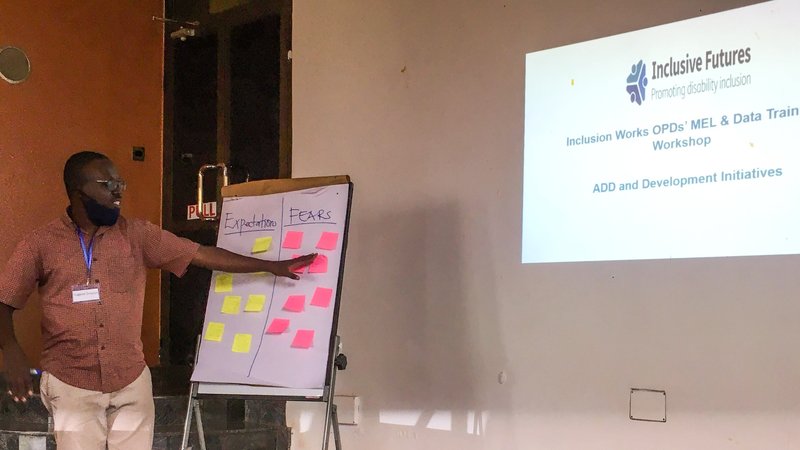 PULL
Expectations
FEARS
Inclusive Futures
Promoting disability inclusion
Inclusion Works OPDs' MEL & Data Train
Workshop
ADD and Development Initiatives